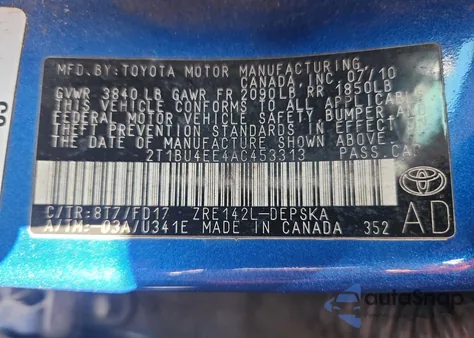 MFD.BY:TOYOTA MOTOR MANUFACTURING,
CANADA,INC. 07/10
GVWR 3840 LB GAWR FR 2090LB RR 1850LB
THIS VEHICLE CONFORMS TO ALL APPLICABLE
FEDERAL MOTOR VEHICLE SAFETY, BUMPER, AND
THEFT PREVENTION STANDARDS IN EFFECT ON
THE DATE OF MANUFACTURE SHOWN ABOVE.
2T1BU4EE4AC453313 PASS.CAR
C/TR:8T7/FD17 ZRE142L-DEPSKA
A/TM:-03A/U341E MADE IN CANADA 352
AD
autoSnap